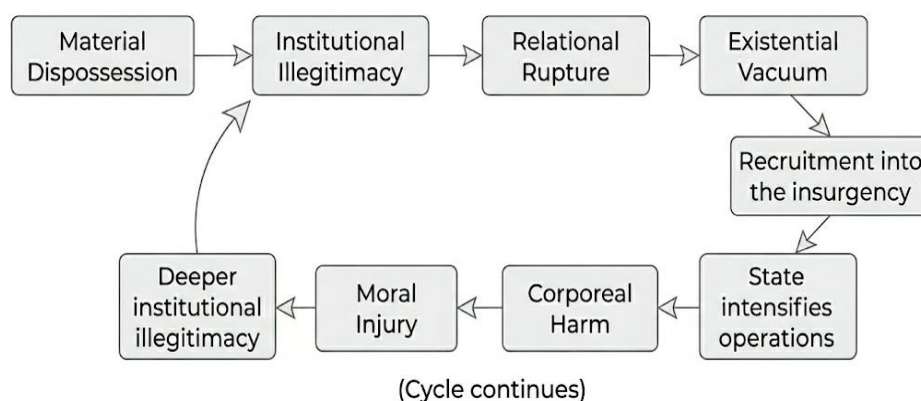 Material
Dispossession
Institutional
Illegitimacy
Relational
Rupture
Existential
Vacuum
Recruitment into
the insurgency
State
intensifies
operations
Corporeal
Harm
Moral
Injury
Deeper
institutional
illegitimacy
(Cycle continues)